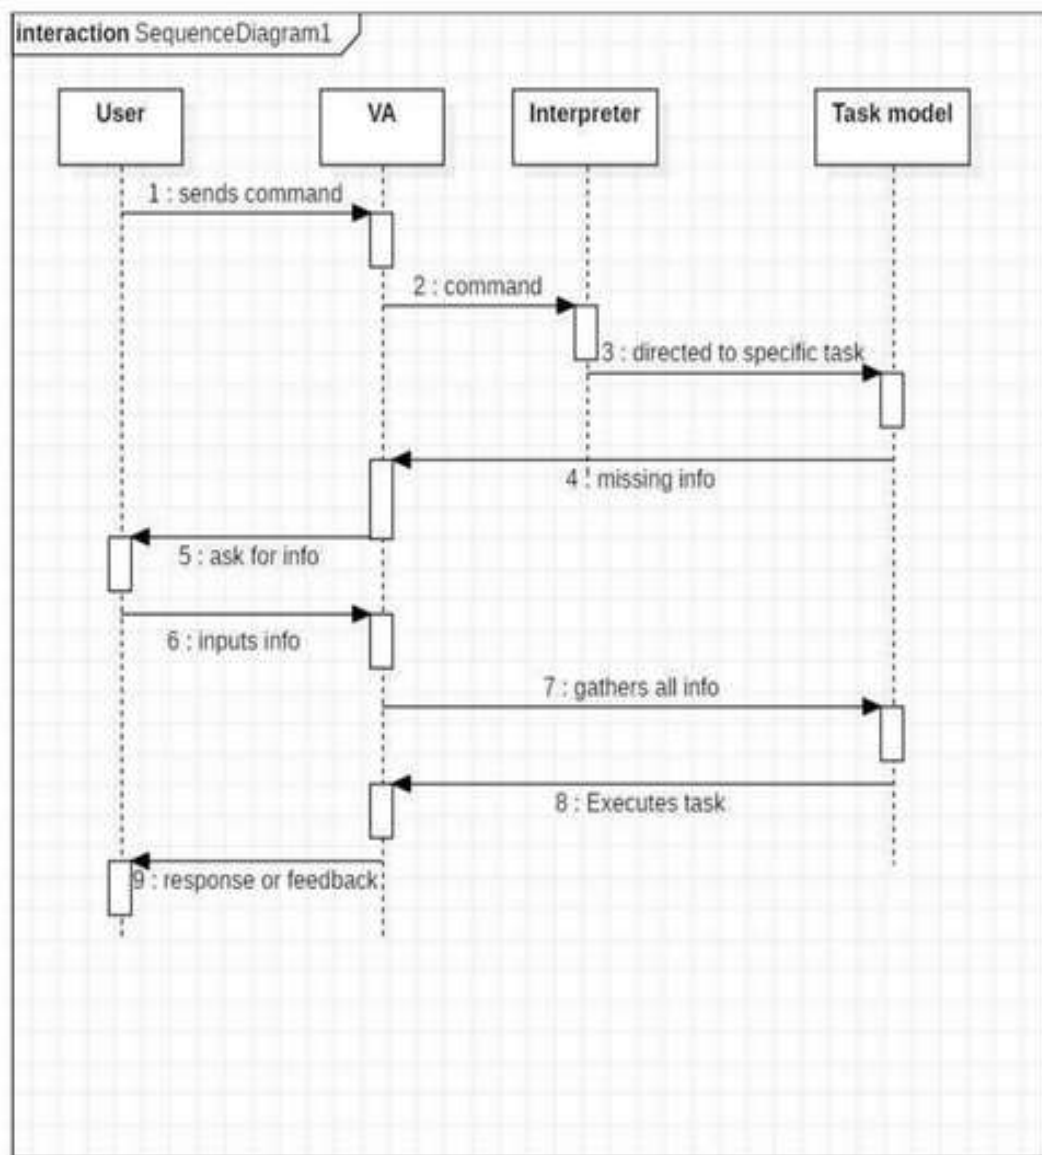 interaction SequenceDiagram1
User
VA
Interpreter
Task model
1 : sends command
2 : command
3 : directed to specific task
4 : missing info
5 : ask for info
6 : inputs info
7 : gathers all info
8 : Executes task
9 : response or feedback